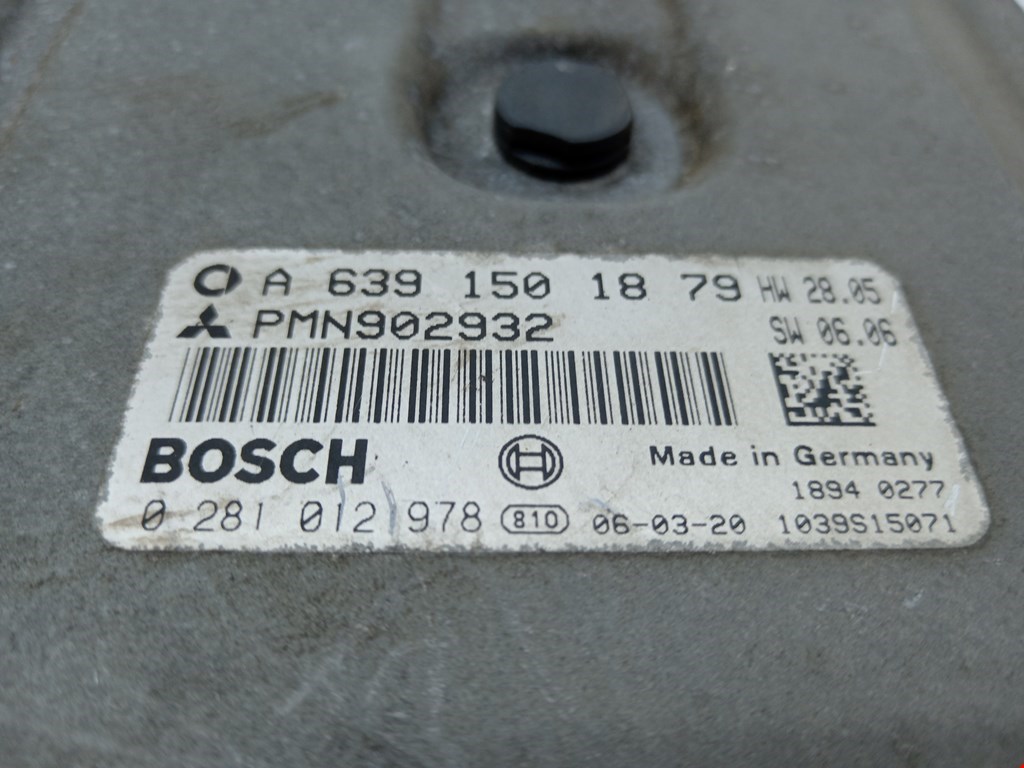 A 639 150 18 79 HW 28.05
PMN902932 SW 06.06
BOSCH Made in Germany
1894 0277
0 281 012 978 810 06-03-20 1039S15071